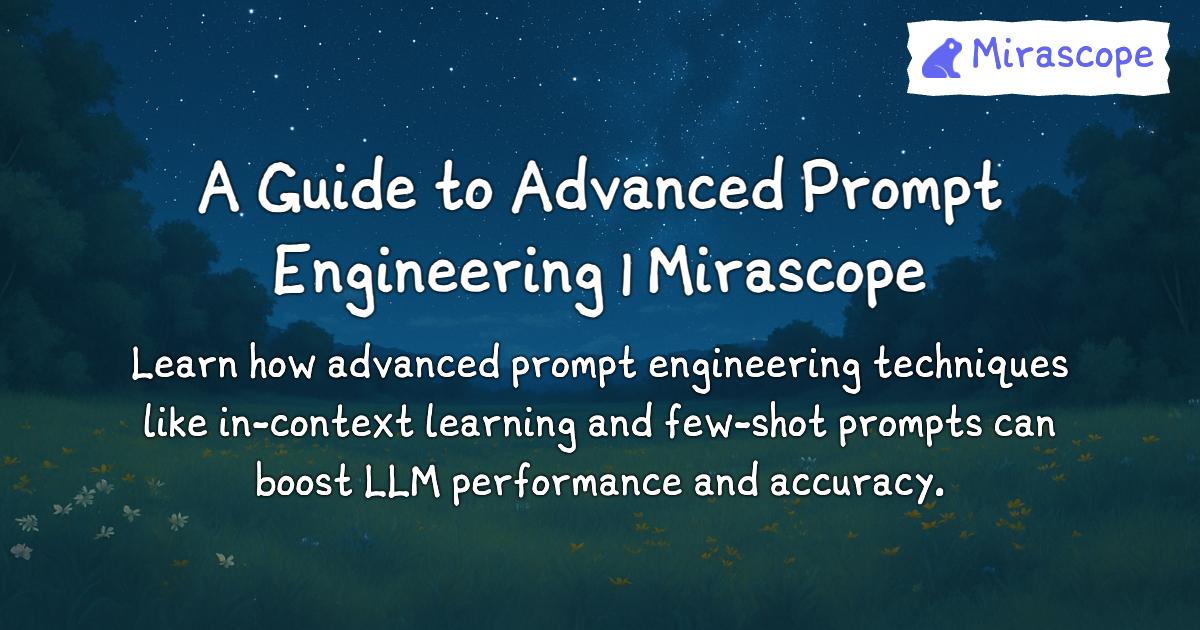 Mirascope
A Guide to Advanced Prompt
Engineering | Mirascope
Learn how advanced prompt engineering techniques
like in-context learning and few-shot prompts can
boost LLM performance and accuracy.